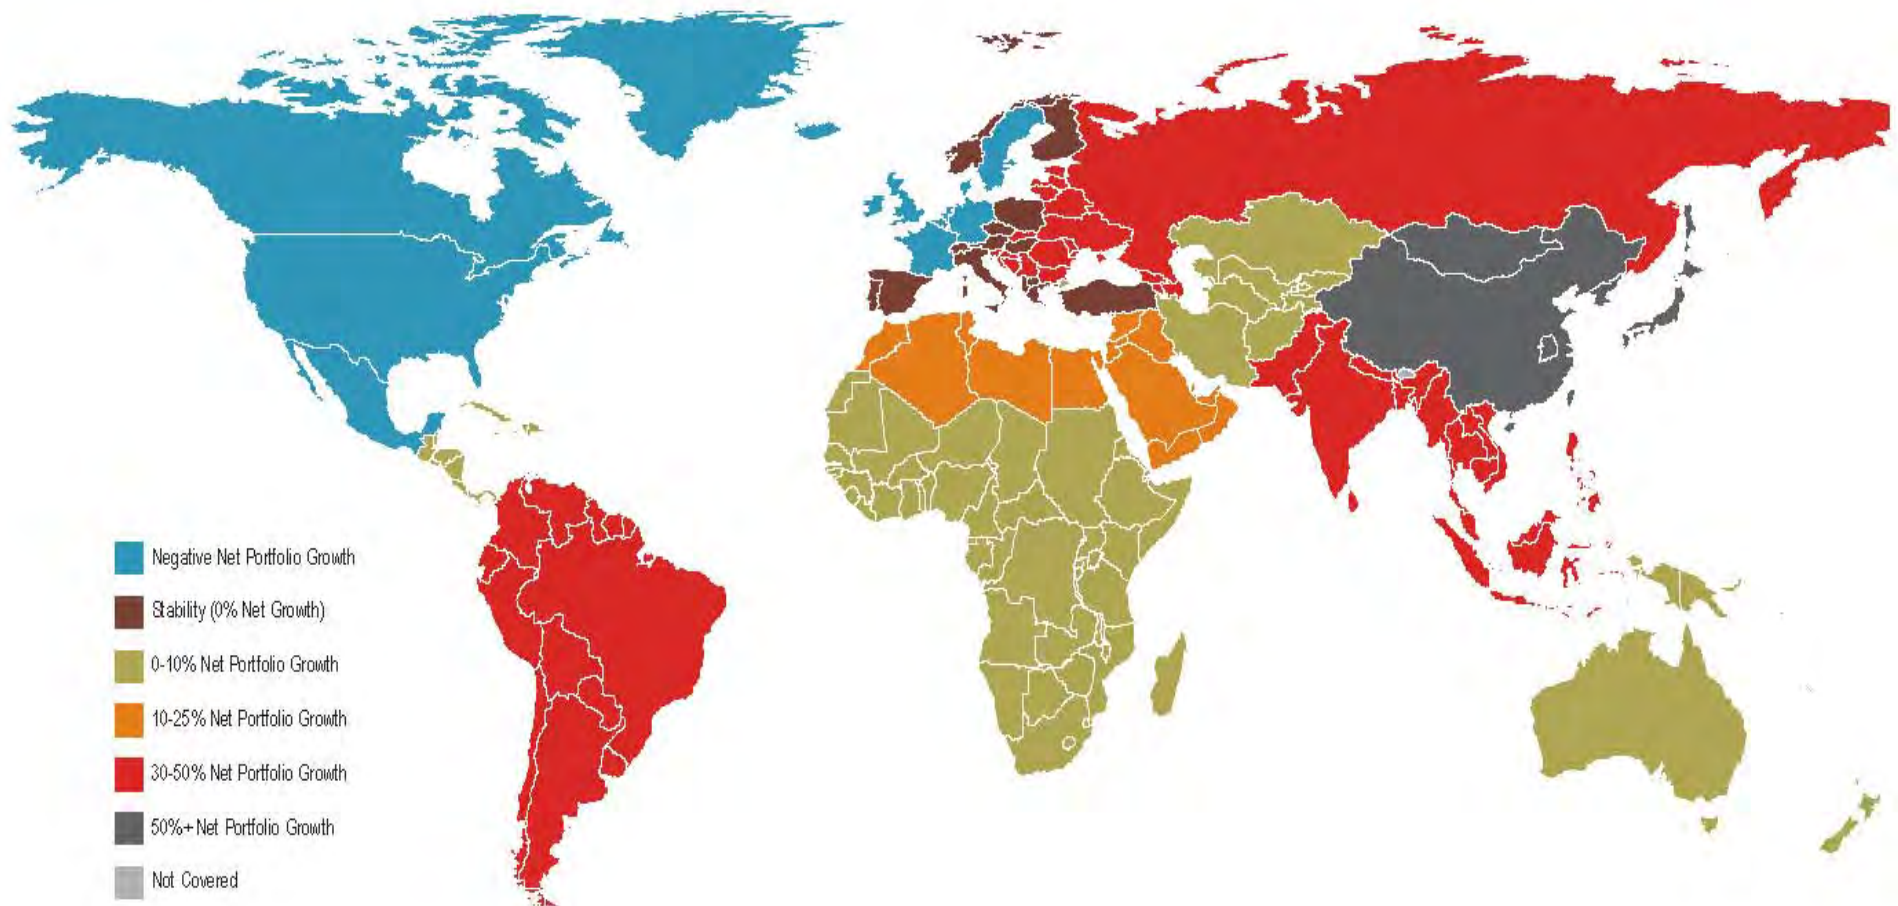 Negative Net Portfolio Growth
Stability (0% Net Growth)
0-10% Net Portfolio Growth
10-25% Net Portfolio Growth
30-50% Net Portfolio Growth
50%+ Net Portfolio Growth
Not Covered